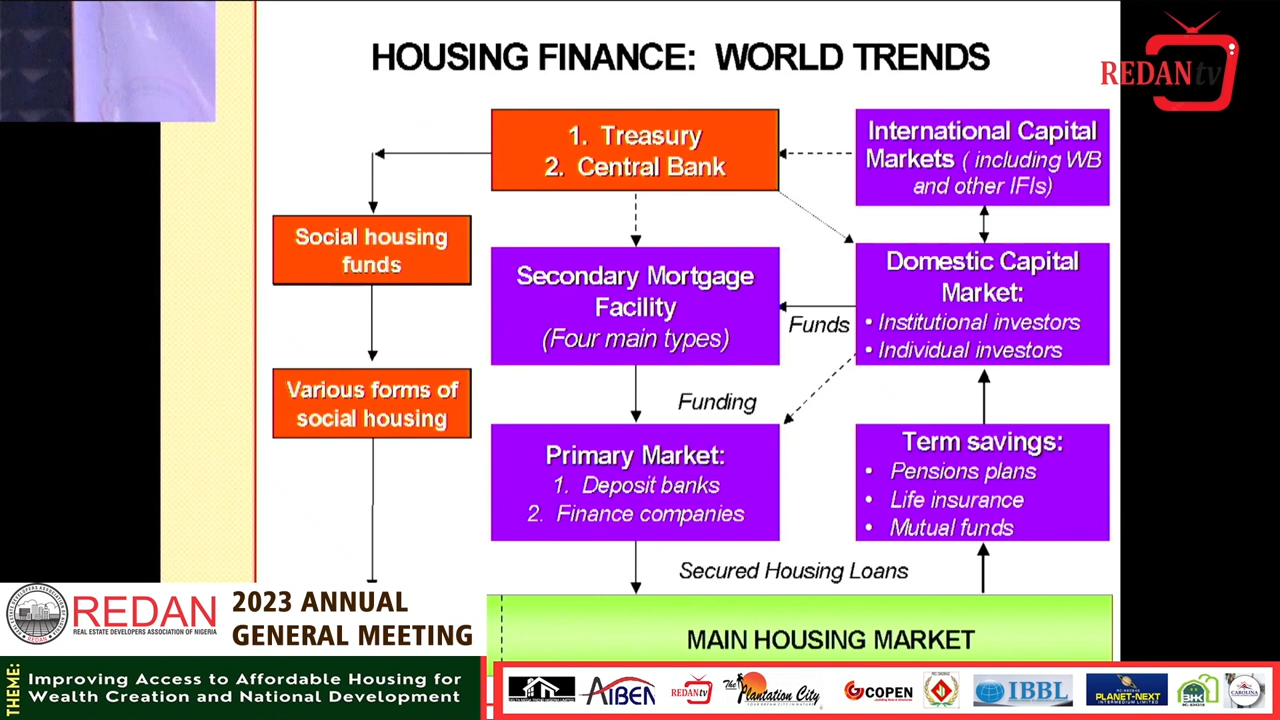 HOUSING FINANCE: WORLD TRENDS
REDANtv
1. Treasury
2. Central Bank
International Capital
Markets ( including WB
and other IFIs)
Social housing
funds
Secondary Mortgage
Facility
(Four main types)
Funds
Domestic Capital
Market:
• Institutional investors
• Individual investors
Various forms of
social housing
Funding
Primary Market:
1. Deposit banks
2. Finance companies
Term savings:
• Pensions plans
• Life insurance
• Mutual funds
Secured Housing Loans
MAIN HOUSING MARKET
REDAN
REAL ESTATE DEVELOPERS ASSOCIATION OF NIGERIA
2023 ANNUAL
GENERAL MEETING
THEME:
Improving Access to Affordable Housing for
Wealth Creation and National Development
AIBEN
REDANtv
The Plantation City
COPEN
IBBL
PLANET-NEXT
INTERMEDIUM LIMITED
3HK
CAROLINA